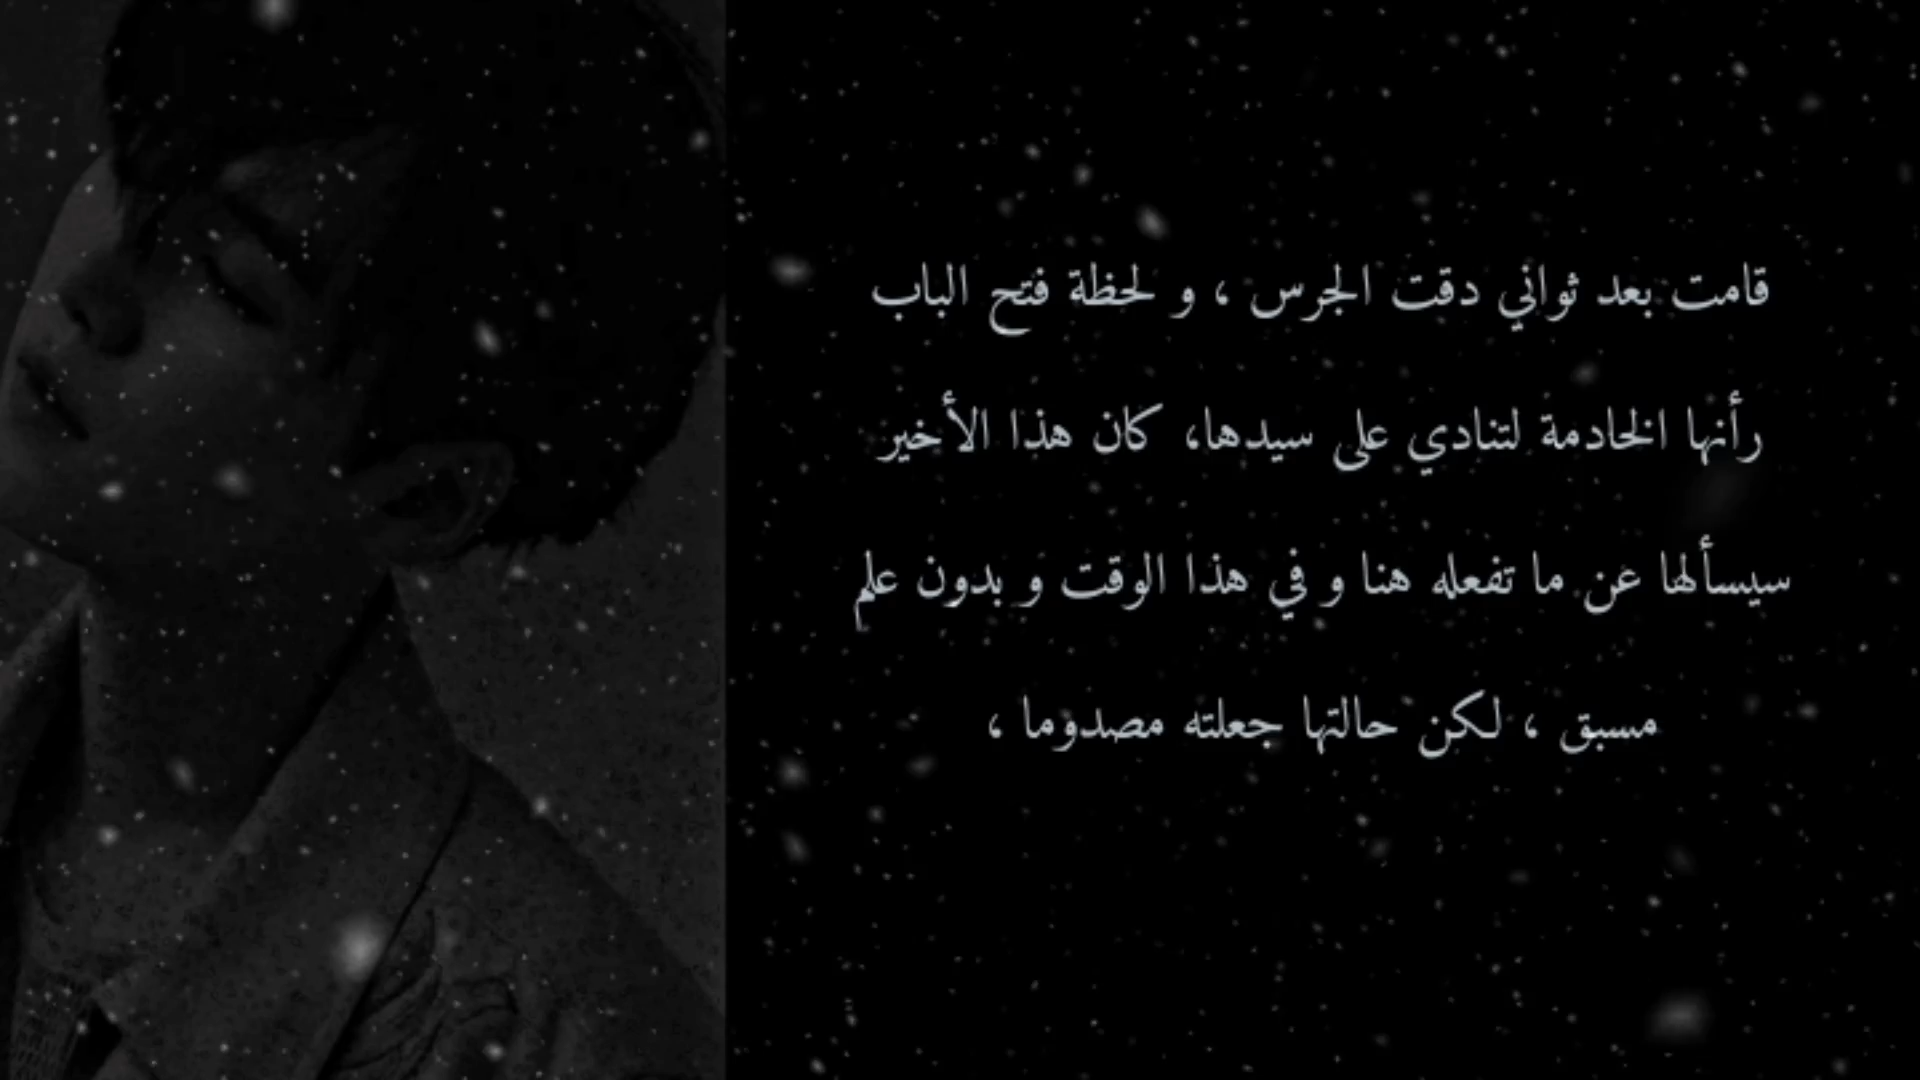 قامت بعد ثواني دقت الجرس ، و لحظة فتح الباب
رأنها الخادمة لتنادي على سيدها، كان هذا الأخير
سيسألها عن ما تفعله هنا و في هذا الوقت و بدون علم
مسبق ، لكن حالتها جعلته مصدوما ،